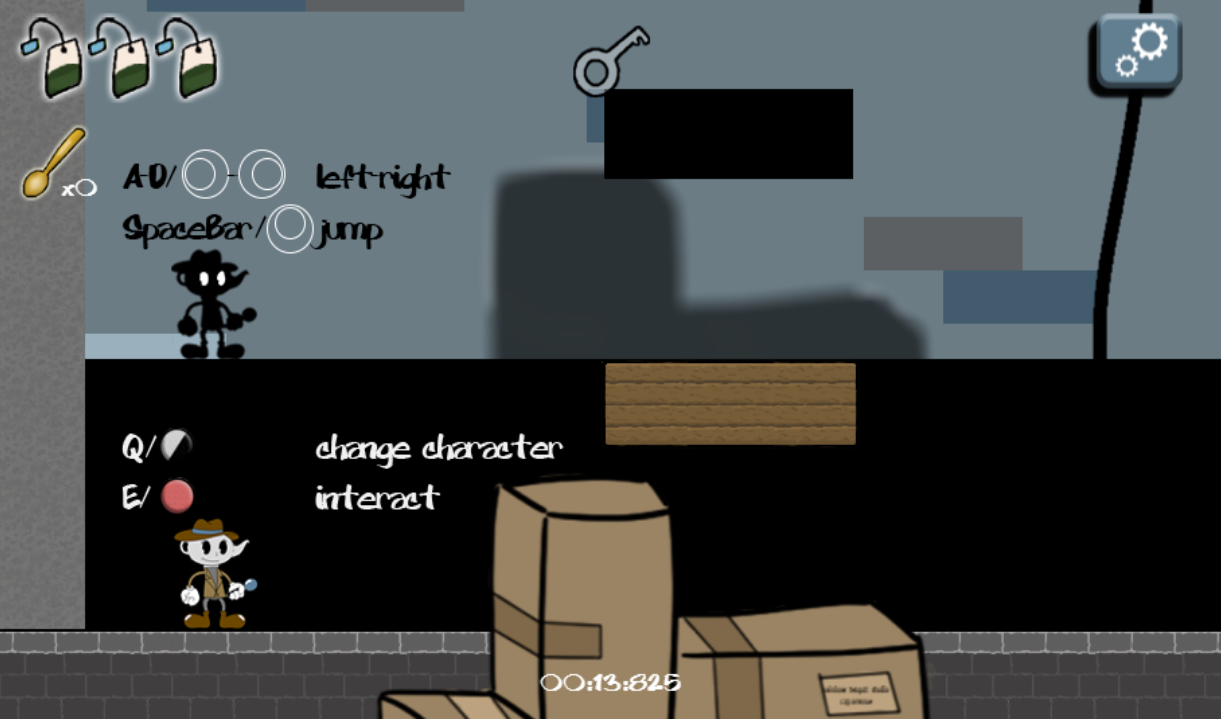 x0
A-D/ - left-right
SpaceBar/ jump
Q/ change character
E/ interact
00:13:825